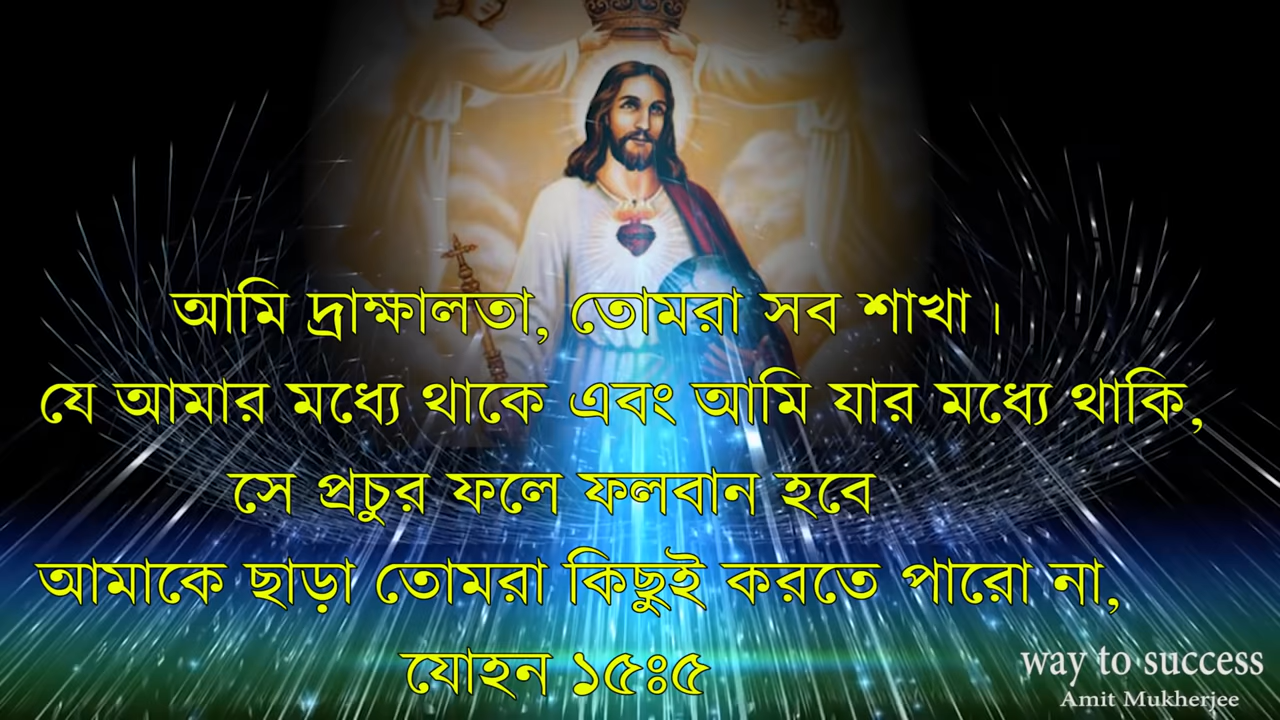 আমি দ্রাক্ষালতা, তোমরা সব শাখা।
যে আমার মধ্যে থাকে এবং আমি যার মধ্যে থাকি,
সে প্রচুর ফলে ফলবান হবে
আমাকে ছাড়া তোমরা কিছুই করতে পারো না,
যোহন ১৫ঃ৫
way to success
Amit Mukherjee